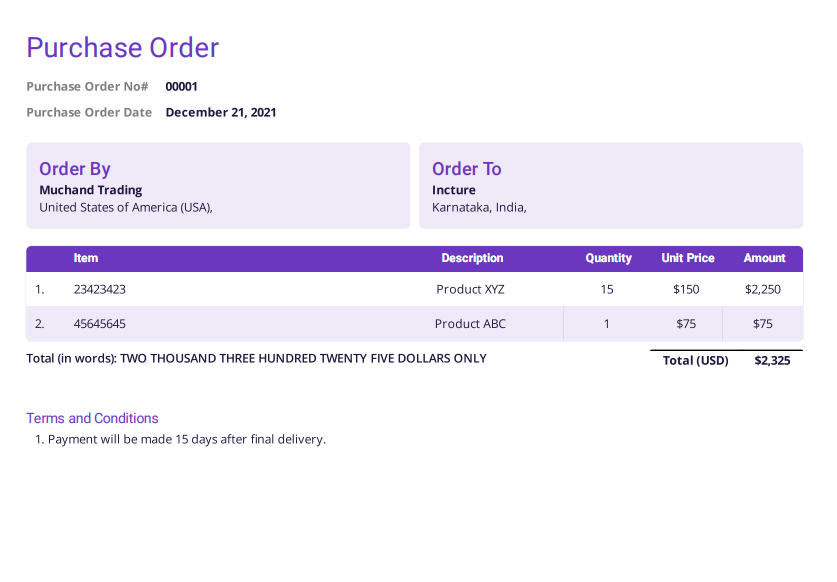 Purchase Order
Purchase Order No# 00001
Purchase Order Date December 21, 2021
Order By
Muchand Trading
United States of America (USA),
Order To
Incture
Karnataka, India,
Item Description Quantity Unit Price Amount
1. 23423423 Product XYZ 15 $150 $2,250
2. 45645645 Product ABC 1 $75 $75
Total (in words): TWO THOUSAND THREE HUNDRED TWENTY FIVE DOLLARS ONLY
Total (USD) $2,325
Terms and Conditions
1. Payment will be made 15 days after final delivery.